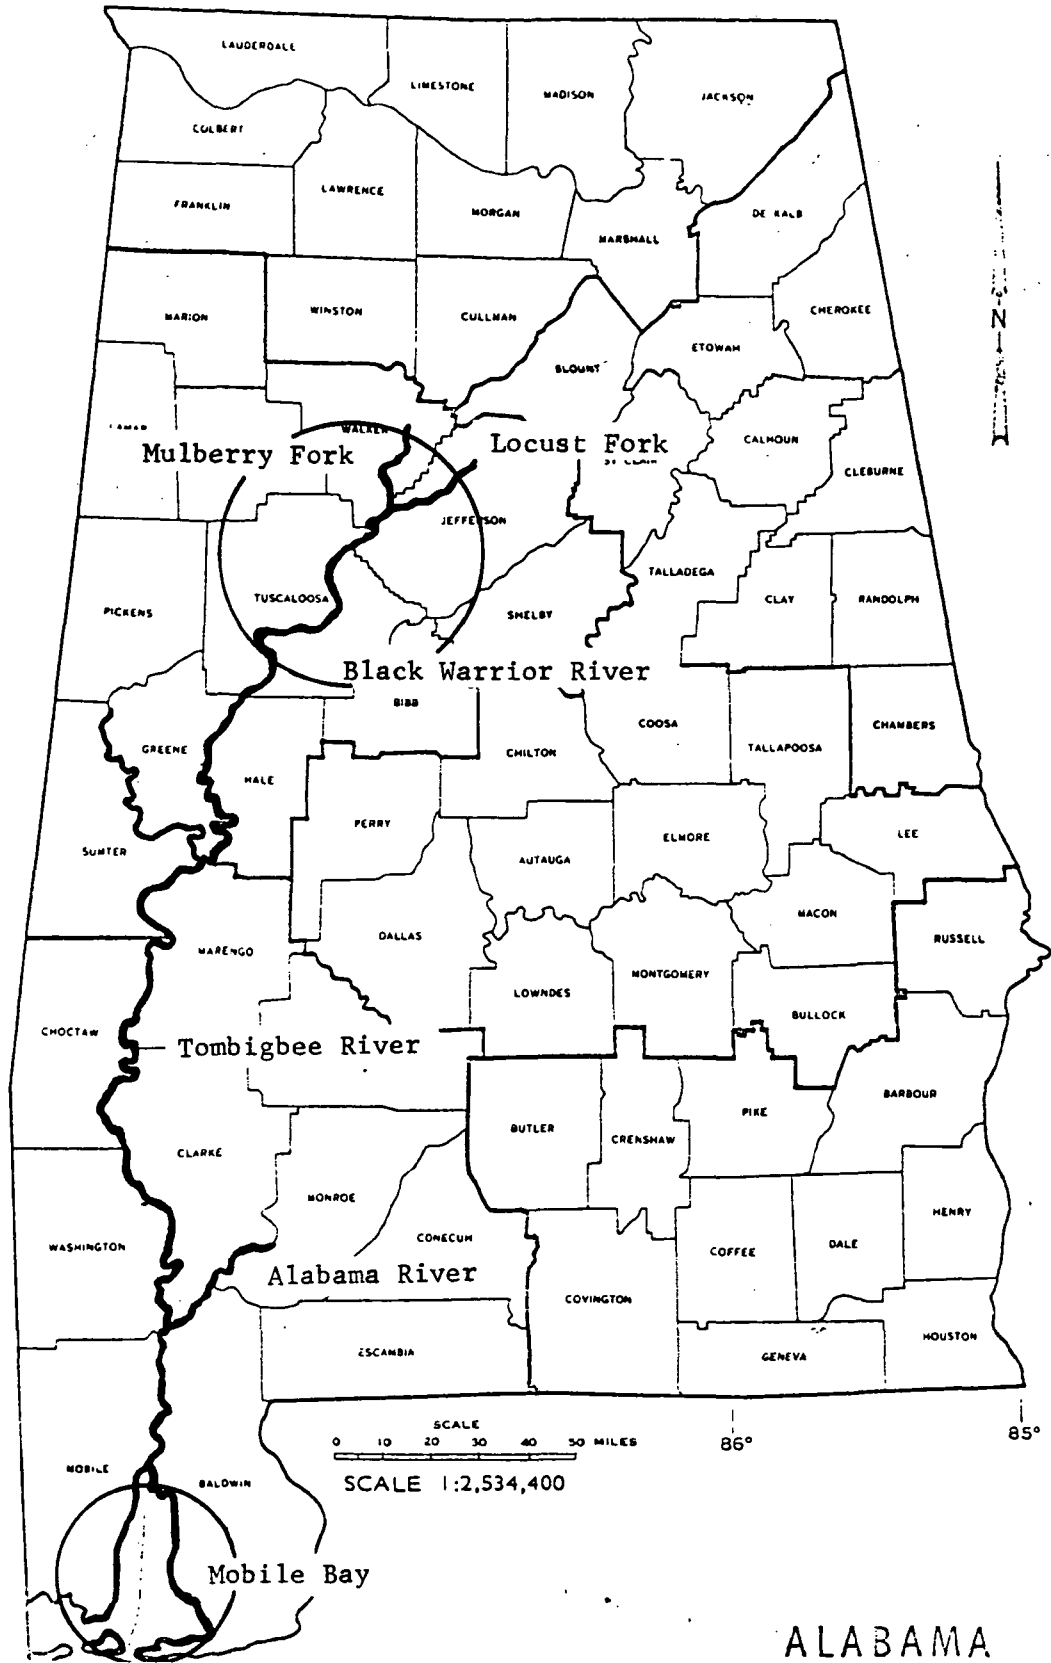 LAUDERDALE
LIMESTONE
MADISON
JACKSON
COLBERT
LAWRENCE
FRANKLIN
MORGAN
DE KALB
MARSHALL
MARION
WINSTON
CULLMAN
CHEROKEE
N
ETOWAH
BLOUNT
LAMAR
WALKER
Mulberry Fork
Locust Fork
ST CLAIR
CALHOUN
CLEBURNE
JEFFERSON
TALLADEGA
TUSCALOOSA
PICKENS
SHELBY
CLAY
RANDOLPH
Black Warrior River
BIBB
COOSA
CHAMBERS
GREENE
CHILTON
TALLAPOOSA
HALE
PERRY
ELMORE
LEE
SUMTER
AUTAUGA
MACON
DALLAS
RUSSELL
MARENGO
MONTGOMERY
LOWNDES
BULLOCK
CHOCTAW
Tombigbee River
BARBOUR
PIKE
BUTLER
CRENSHAW
CLARKE
MONROE
HENRY
CONECUH
WASHINGTON
COFFEE
DALE
Alabama River
COVINGTON
HOUSTON
ESCAMBIA
GENEVA
SCALE
0 10 20 30 40 50 MILES
SCALE 1:2,534,400
86°
85°
MOBILE
BALDWIN
Mobile Bay
ALABAMA